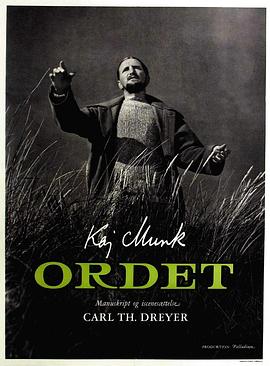 Kaj Munk
ORDET
Manuskript og iscenesættelse
CARL TH. DREYER
PRODUKTION: Palladium